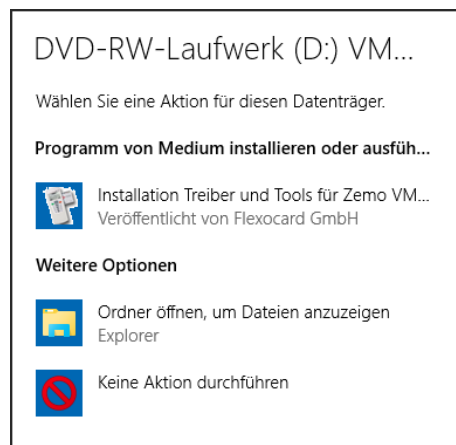 DVD-RW-Laufwerk (D:) VM...
Wählen Sie eine Aktion für diesen Datenträger.
Programm von Medium installieren oder ausfüh...
Installation Treiber und Tools für Zemo VM...
Veröffentlicht von Flexocard GmbH
Weitere Optionen
Ordner öffnen, um Dateien anzuzeigen
Explorer
Keine Aktion durchführen